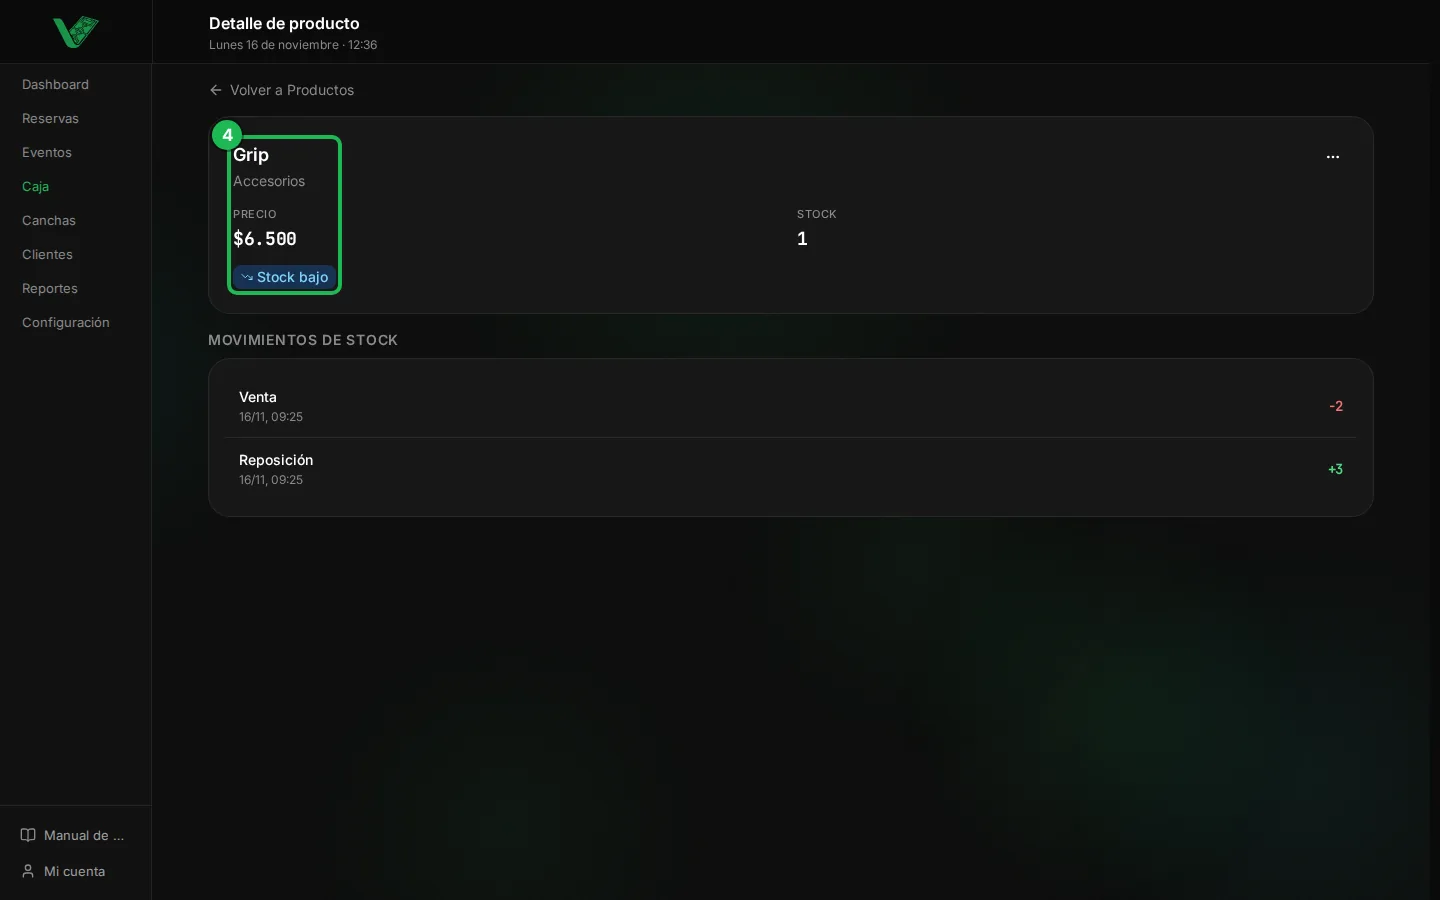 Detalle de producto
Lunes 16 de noviembre · 12:36
Dashboard
Reservas
Eventos
Caja
Canchas
Clientes
Reportes
Configuración
Manual de ...
Mi cuenta
Volver a Productos
4
Grip
Accesorios
PRECIO
$6.500
STOCK
1
Stock bajo
MOVIMIENTOS DE STOCK
Venta
16/11, 09:25
-2
Reposición
16/11, 09:25
+3